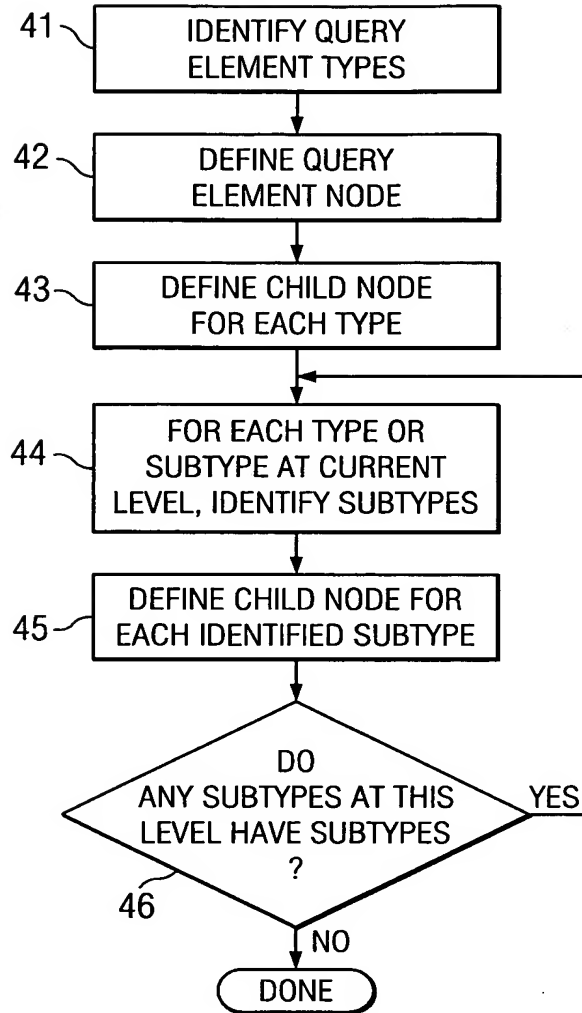 41
IDENTIFY QUERY
ELEMENT TYPES
42
DEFINE QUERY
ELEMENT NODE
43
DEFINE CHILD NODE
FOR EACH TYPE
44
FOR EACH TYPE OR
SUBTYPE AT CURRENT
LEVEL, IDENTIFY SUBTYPES
45
DEFINE CHILD NODE FOR
EACH IDENTIFIED SUBTYPE
DO
ANY SUBTYPES AT THIS
LEVEL HAVE SUBTYPES
?
YES
46
NO
DONE